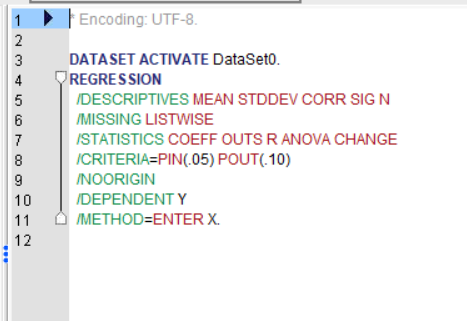 1 * Encoding: UTF-8.
2
3 DATASET ACTIVATE DataSet0.
4 REGRESSION
5 /DESCRIPTIVES MEAN STDDEV CORR SIG N
6 /MISSING LISTWISE
7 /STATISTICS COEFF OUTS R ANOVA CHANGE
8 /CRITERIA=PIN(.05) POUT(.10)
9 /NOORIGIN
10 /DEPENDENT Y
11 /METHOD=ENTER X.
12